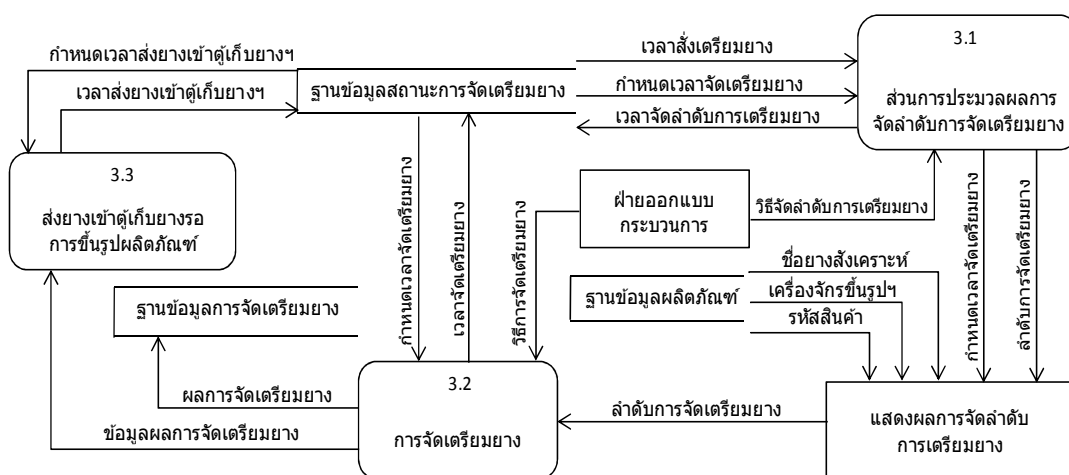 กำหนดเวลาส่งยางเข้าตู้เก็บยางฯ
เวลาส่งยางเข้าตู้เก็บยางฯ
ฐานข้อมูลสถานะการจัดเตรียมยาง
เวลาสั่งเตรียมยาง
กำหนดเวลาจัดเตรียมยาง
เวลาจัดลำดับการเตรียมยาง
3.1
ส่วนการประมวลผลการ
จัดลำดับการจัดเตรียมยาง
3.3
ส่งยางเข้าตู้เก็บยางรอ
การขึ้นรูปผลิตภัณฑ์
กำหนดเวลาจัดเตรียมยาง
เวลาจัดเตรียมยาง
วิธีการจัดเตรียมยาง
ฝ่ายออกแบบ
กระบวนการ
วิธีจัดลำดับการเตรียมยาง
กำหนดเวลาจัดเตรียมยาง
ลำดับการจัดเตรียมยาง
ฐานข้อมูลผลิตภัณฑ์
ชื่อยางสังเคราะห์
เครื่องจักรขึ้นรูปฯ
รหัสสินค้า
ฐานข้อมูลการจัดเตรียมยาง
ผลการจัดเตรียมยาง
ข้อมูลผลการจัดเตรียมยาง
3.2
การจัดเตรียมยาง
ลำดับการจัดเตรียมยาง
แสดงผลการจัดลำดับ
การเตรียมยาง